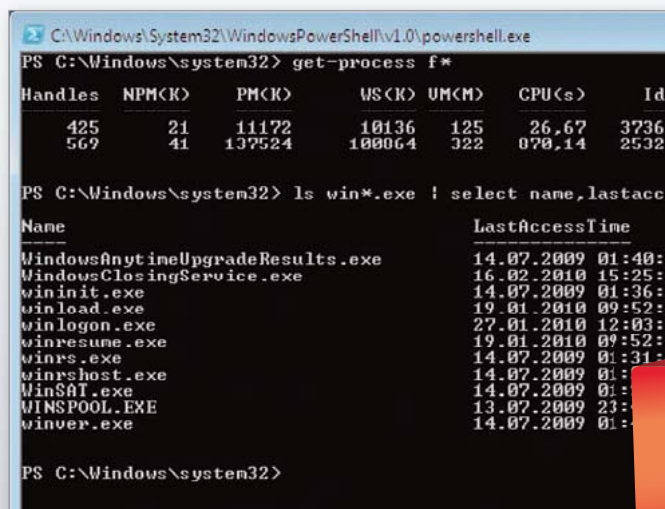 C:\Windows\System32\WindowsPowerShell\v1.0\powershell.exe
PS C:\Windows\system32> get-process f*
Handles NPM(K) PM(K) WS(K) VM(M) CPU(s) Id
425 21 11172 10136 125 26,67 3736
569 41 137524 100864 322 870,14 2532
PS C:\Windows\system32> ls win*.exe | select name,lastacc
Name LastAccessTime
---- --------------
WindowsAnytimeUpgradeResults.exe 14.07.2009 01:40:
WindowsClosingService.exe 16.02.2010 15:25:
wininit.exe 14.07.2009 01:36:
winload.exe 19.01.2010 09:52:
winlogon.exe 27.01.2010 12:03:
winresume.exe 19.01.2010 09:52:
winrs.exe 14.07.2009 01:31:
winrshost.exe 14.07.2009 01:
WinSAT.exe 14.07.2009 01:
WINSPOOL.EXE 13.07.2009 23:
winver.exe 14.07.2009 01:
PS C:\Windows\system32>